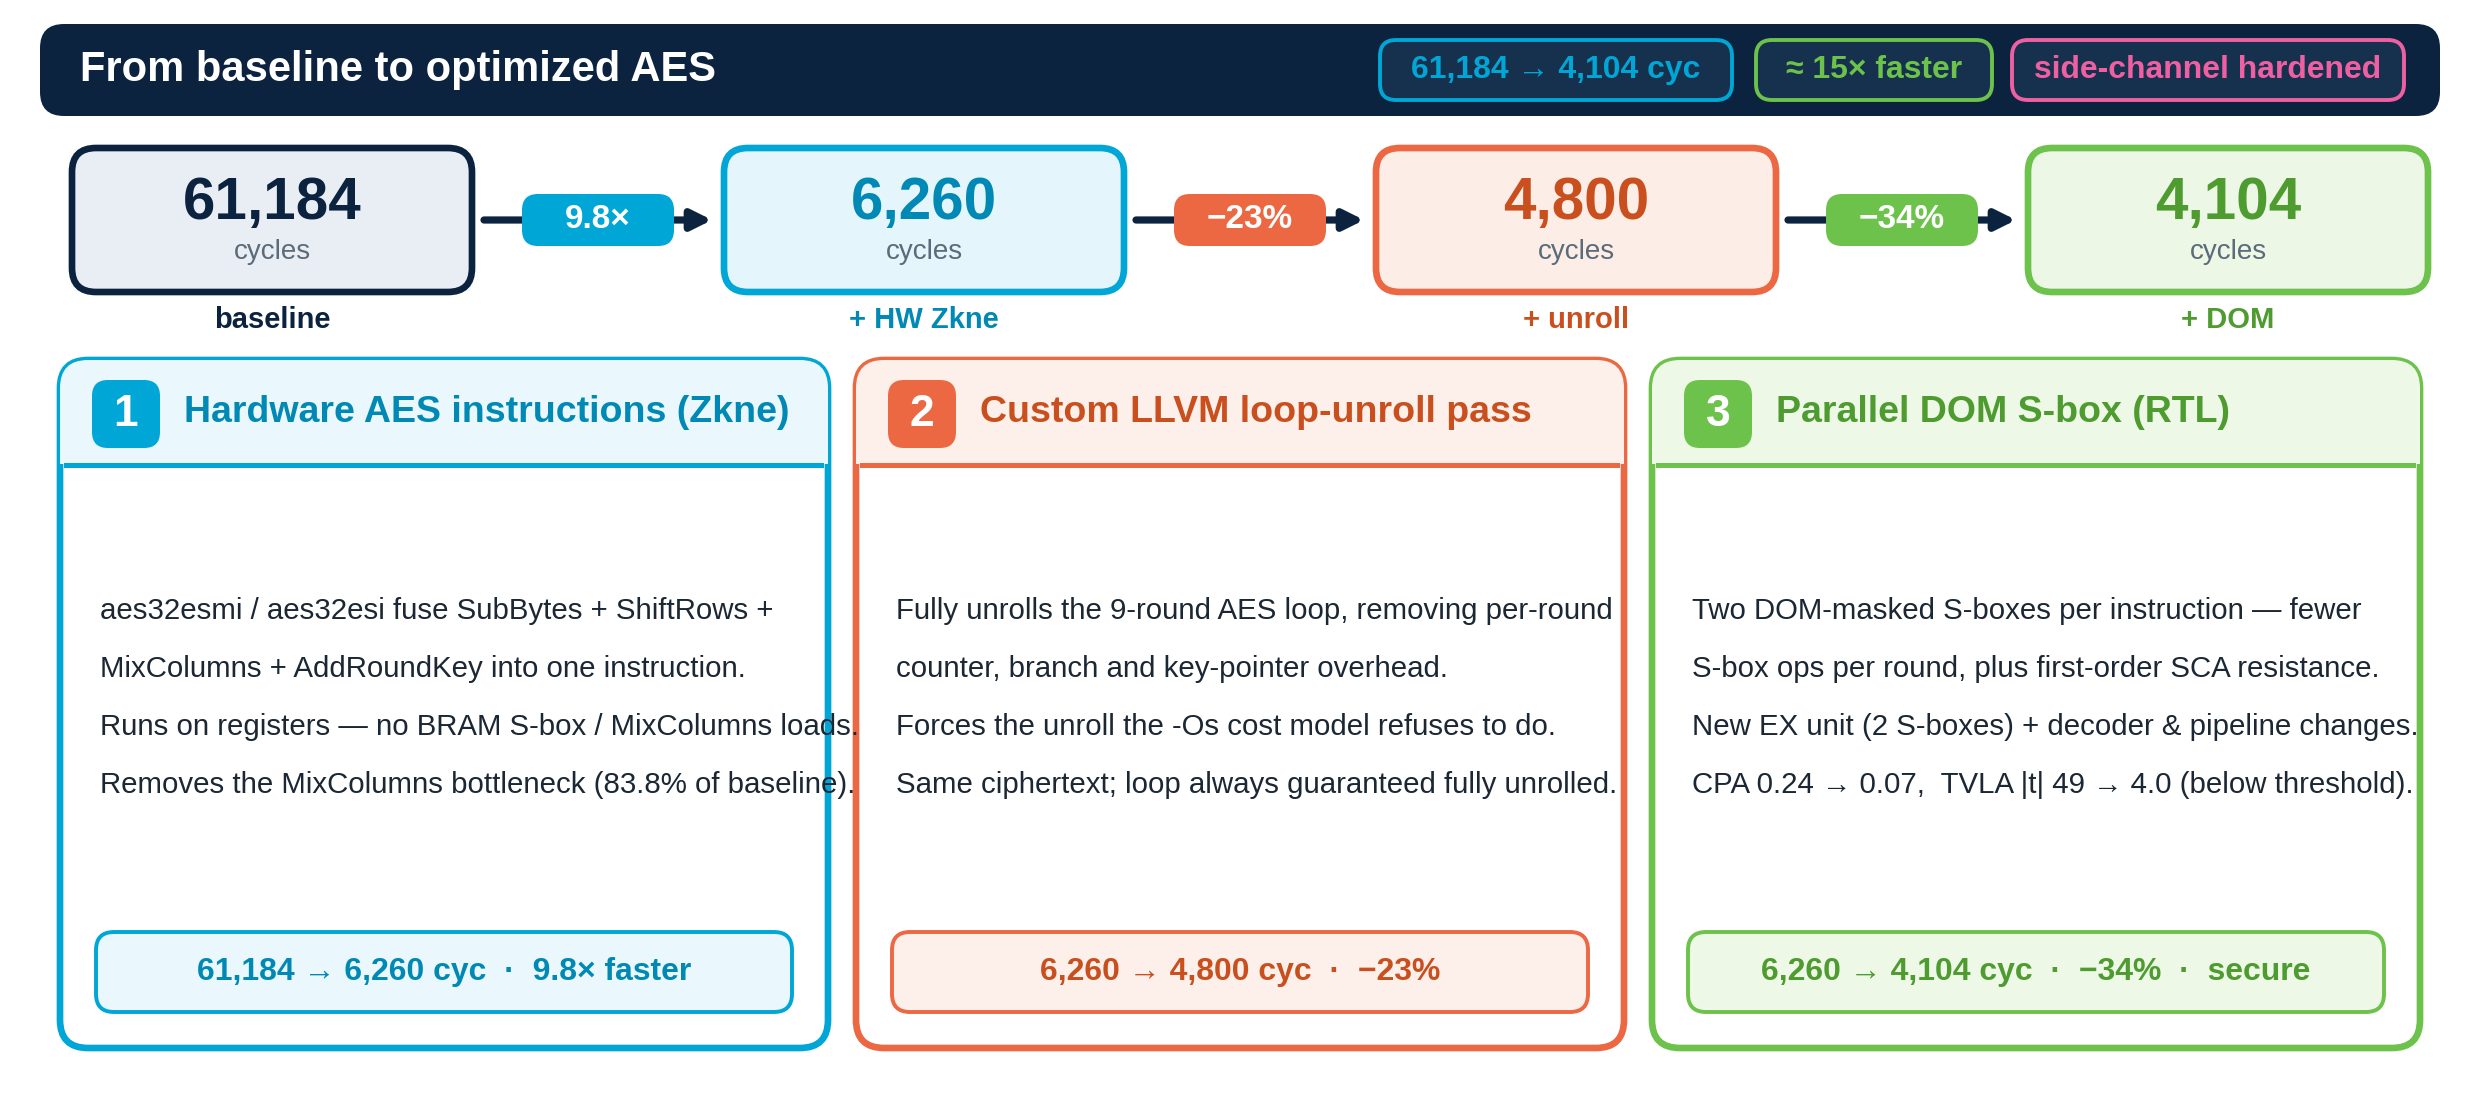 From baseline to optimized AES
61,184 → 4,104 cyc
≈ 15× faster
side-channel hardened
61,184
cycles
baseline
9.8×
6,260
cycles
+ HW Zkne
−23%
4,800
cycles
+ unroll
−34%
4,104
cycles
+ DOM
1 Hardware AES instructions (Zkne)
aes32esmi / aes32esi fuse SubBytes + ShiftRows +
MixColumns + AddRoundKey into one instruction.
Runs on registers — no BRAM S-box / MixColumns loads.
Removes the MixColumns bottleneck (83.8% of baseline).
61,184 → 6,260 cyc · 9.8× faster
2 Custom LLVM loop-unroll pass
Fully unrolls the 9-round AES loop, removing per-round
counter, branch and key-pointer overhead.
Forces the unroll the -Os cost model refuses to do.
Same ciphertext; loop always guaranteed fully unrolled.
6,260 → 4,800 cyc · −23%
3 Parallel DOM S-box (RTL)
Two DOM-masked S-boxes per instruction — fewer
S-box ops per round, plus first-order SCA resistance.
New EX unit (2 S-boxes) + decoder & pipeline changes.
CPA 0.24 → 0.07, TVLA |t| 49 → 4.0 (below threshold).
6,260 → 4,104 cyc · −34% · secure